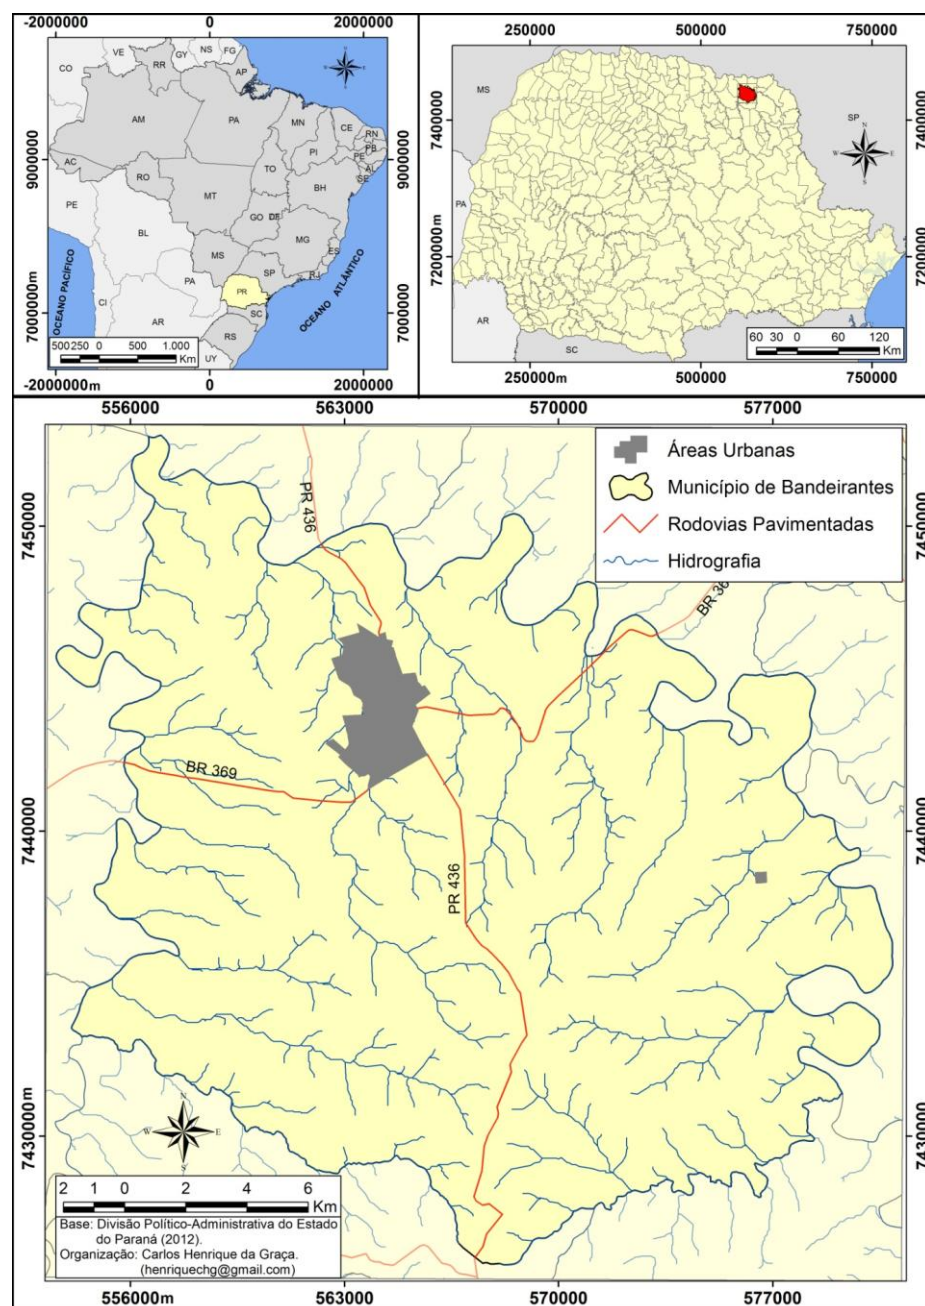 -2000000
0
2000000
VE
GY
NS
FG
CO
RR
AP
AM
PA
MN
CE
RN
PB
PE
AL
SE
PI
AC
RO
TO
BH
MT
PE
GO
DF
BL
MG
ES
MS
SP
RJ
PA
PR
CI
SC
AR
RS
UY
OCEANO PACÍFICO
OCEANO ATLÂNTICO
9000000
7000000m
500 250 0 500 1.000
Km
-2000000m
0
2000000
250000m
500000m
750000
MS
SP
N
W
E
PA
AR
SC
7400000
7200000m
7400000
7200000m
60 30 0 60 120
Km
250000m
500000m
750000
556000
563000
570000
577000
Áreas Urbanas
Município de Bandeirantes
Rodovias Pavimentadas
Hidrografia
PR 436
BR 36
BR 369
PR 436
7450000
7440000
7430000m
7450000
7440000
7430000
N
W
E
S
2 1 0 2 4 6
Km
Base: Divisão Político-Administrativa do Estado
do Paraná (2012).
Organização: Carlos Henrique da Graça.
(henriquechg@gmail.com)
556000m
563000
570000
577000